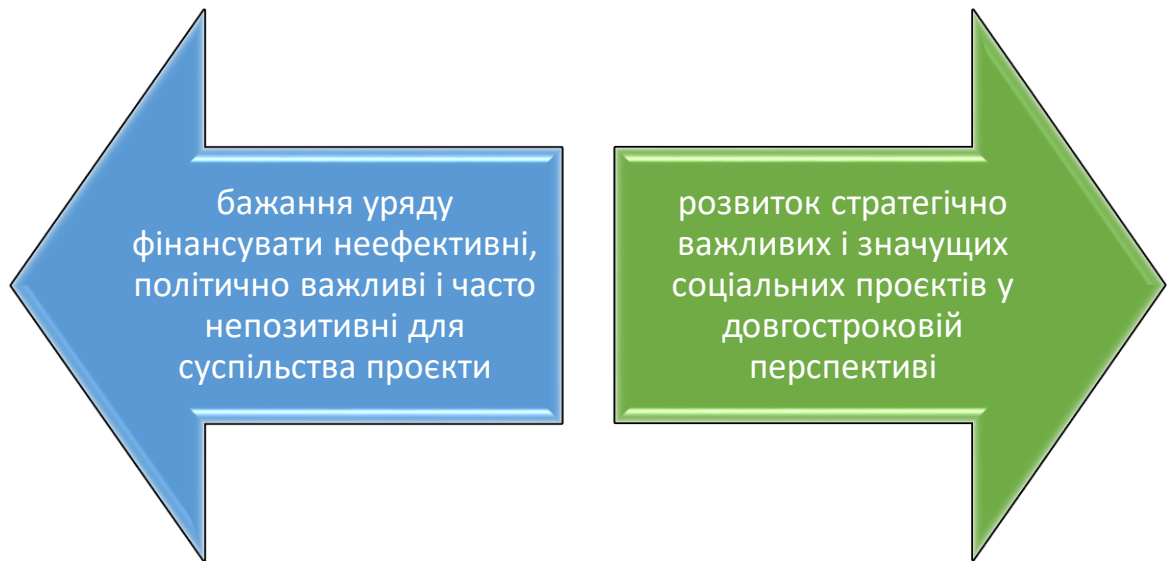 бажання уряду
фінансувати неефективні,
політично важливі і часто
непозитивні для
суспільства проєкти
розвиток стратегічно
важливих і значущих
соціальних проєктів у
довгостроковій
перспективі